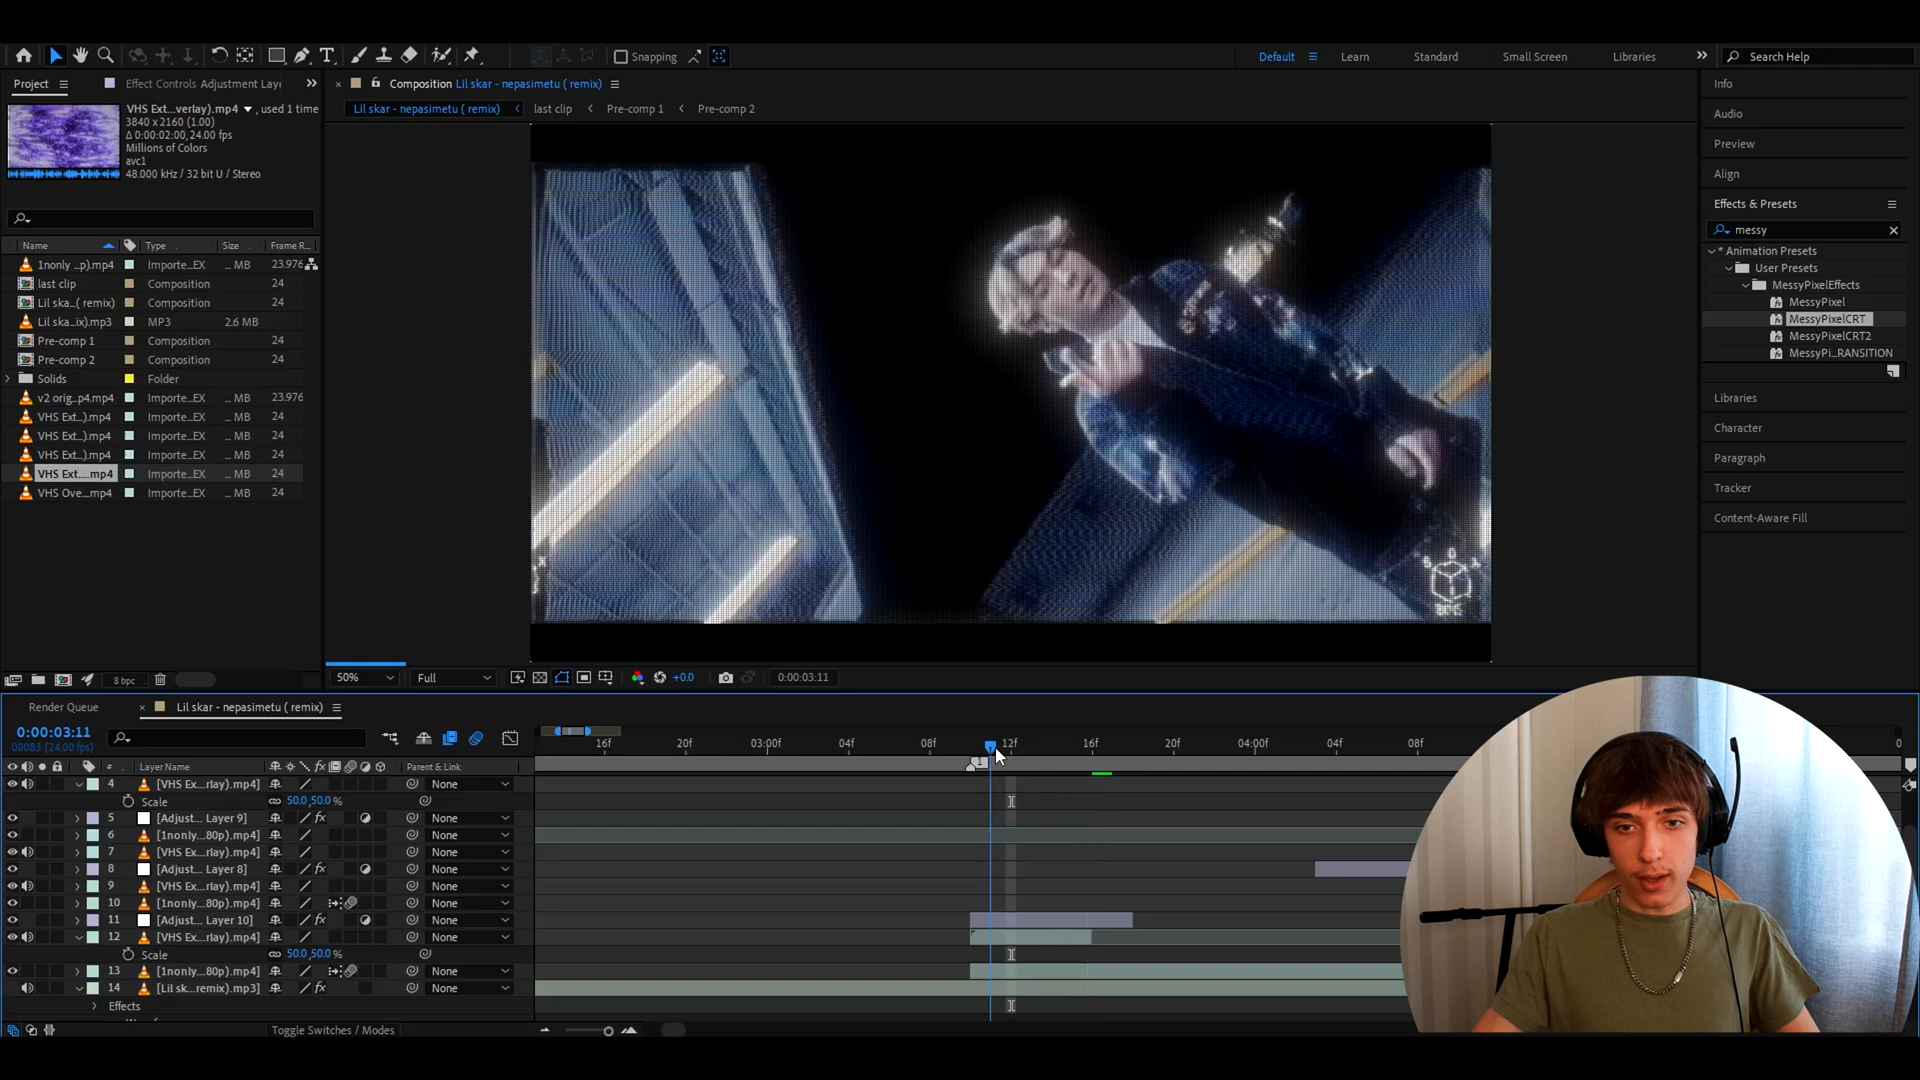 Snapping
Default
Learn
Standard
Small Screen
Libraries
Search Help
Project
Effect Controls Adjustment Laye
Composition Lil skar - nepasimetu ( remix)
Lil skar - nepasimetu ( remix)
last clip
Pre-comp 1
Pre-comp 2
VHS Ext...verlay).mp4 , used 1 time
3840 x 2160 (1.00)
Δ 0:00:02:00, 24.00 fps
Millions of Colors
avc1
48.000 kHz / 32 bit U / Stereo
Name Type Size Frame R...
1nonly ...p).mp4 Importe...EX ... MB 23.976
last clip Composition 24
Lil ska...( remix) Composition 24
Lil ska...ix).mp3 MP3 2.6 MB
Pre-comp 1 Composition 24
Pre-comp 2 Composition 24
Solids Folder
v2 orig...p4.mp4 Importe...EX ... MB 23.976
VHS Ext...).mp4 Importe...EX ... MB 24
VHS Ext...).mp4 Importe...EX ... MB 24
VHS Ext...).mp4 Importe...EX ... MB 24
VHS Ext....mp4 Importe...EX ... MB 24
VHS Ove...mp4 Importe...EX ... MB 24
8 bpc
50%
Full
+0.0
0:00:03:11
Info
Audio
Preview
Align
Effects & Presets
messy
* Animation Presets
User Presets
MessyPixelEffects
MessyPixel
MessyPixelCRT
MessyPixelCRT2
MessyPi...RANSITION
Libraries
Character
Paragraph
Tracker
Content-Aware Fill
Render Queue
Lil skar - nepasimetu ( remix)
0:00:03:11
00083 (24.00 fps)
16f 20f 03:00f 04f 08f 12f 16f 20f 04:00f 04f 08f
# Layer Name fx Parent & Link
4 [VHS Ex...rlay].mp4] None
Scale 50.0,50.0 %
5 [Adjust... Layer 9] fx None
6 [1nonly...80p).mp4] None
7 [VHS Ex...rlay).mp4] None
8 [Adjust... Layer 8] fx None
9 [VHS Ex...rlay).mp4] None
10 [1nonly...80p).mp4] None
11 [Adjust... Layer 10] fx None
12 [VHS Ex...rlay).mp4] None
Scale 50.0,50.0 %
13 [1nonly...80p).mp4] None
14 [Lil sk...remix).mp3] fx None
Effects
Toggle Switches / Modes